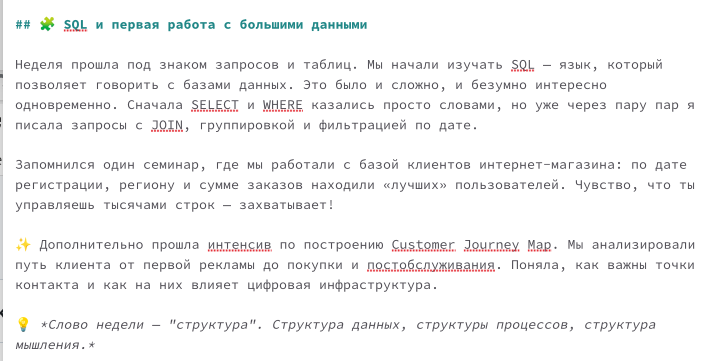 ## 🧩 SQL и первая работа с большими данными
Неделя прошла под знаком запросов и таблиц. Мы начали изучать SQL — язык, который
позволяет говорить с базами данных. Это было и сложно, и безумно интересно
одновременно. Сначала SELECT и WHERE казались просто словами, но уже через пару пар я
писала запросы с JOIN, группировкой и фильтрацией по дате.
Запомнился один семинар, где мы работали с базой клиентов интернет-магазина: по дате
регистрации, региону и сумме заказов находили «лучших» пользователей. Чувство, что ты
управляешь тысячами строк — захватывает!
✨ Дополнительно прошла интенсив по построению Customer Journey Map. Мы анализировали
путь клиента от первой рекламы до покупки и постобслуживания. Поняла, как важны точки
контакта и как на них влияет цифровая инфраструктура.
💡 *Слово недели — "структура". Структура данных, структуры процессов, структура
мышления.*